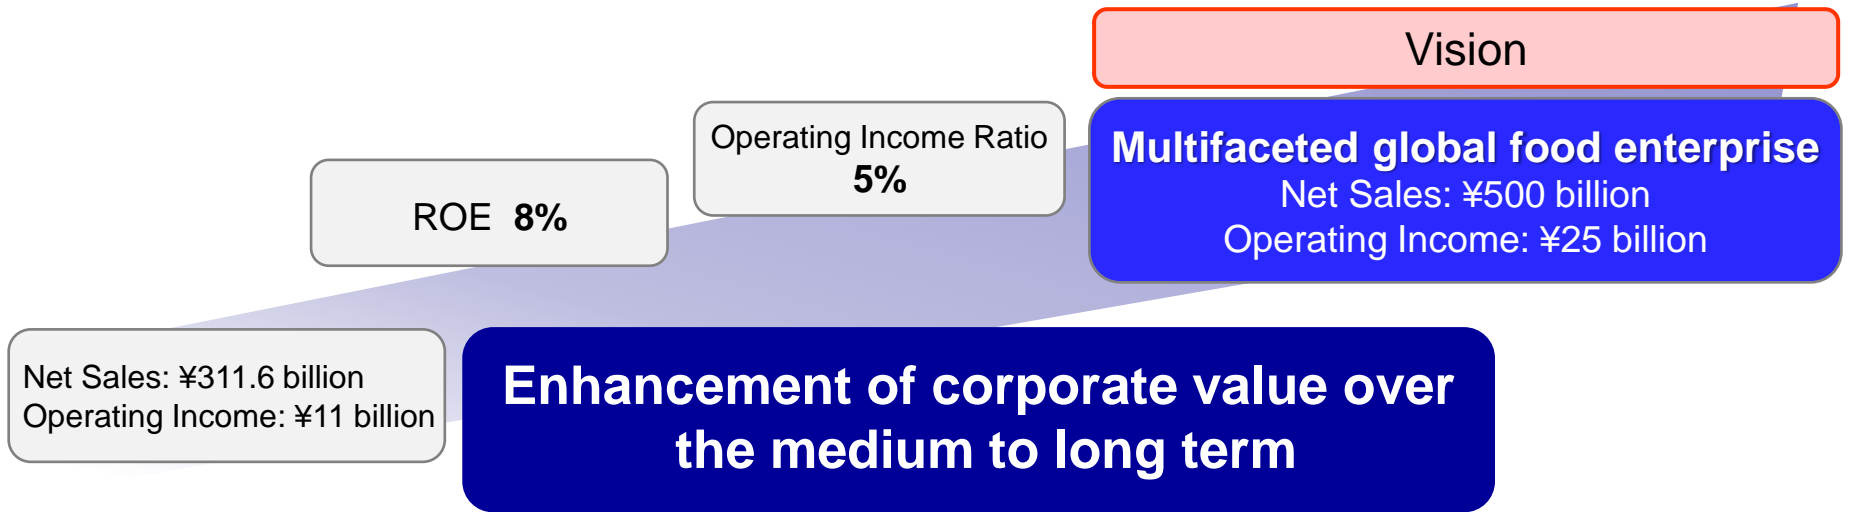 Vision
Multifaceted global food enterprise
Net Sales: ¥500 billion
Operating Income: ¥25 billion
Operating Income Ratio
5%
ROE 8%
Net Sales: ¥311.6 billion
Operating Income: ¥11 billion
Enhancement of corporate value over
the medium to long term